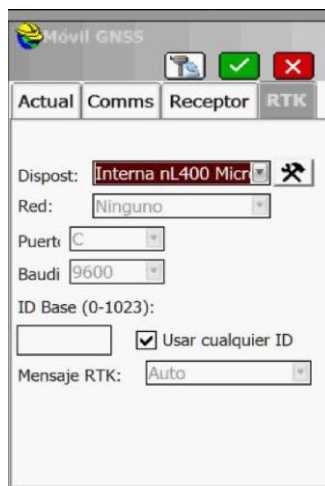 Móvil GNSS
Actual Comms Receptor RTK
Dispost: Interna nL400 Micr
Red: Ninguno
Puert C
Baudi 9600
ID Base (0-1023):
Usar cualquier ID
Mensaje RTK: Auto